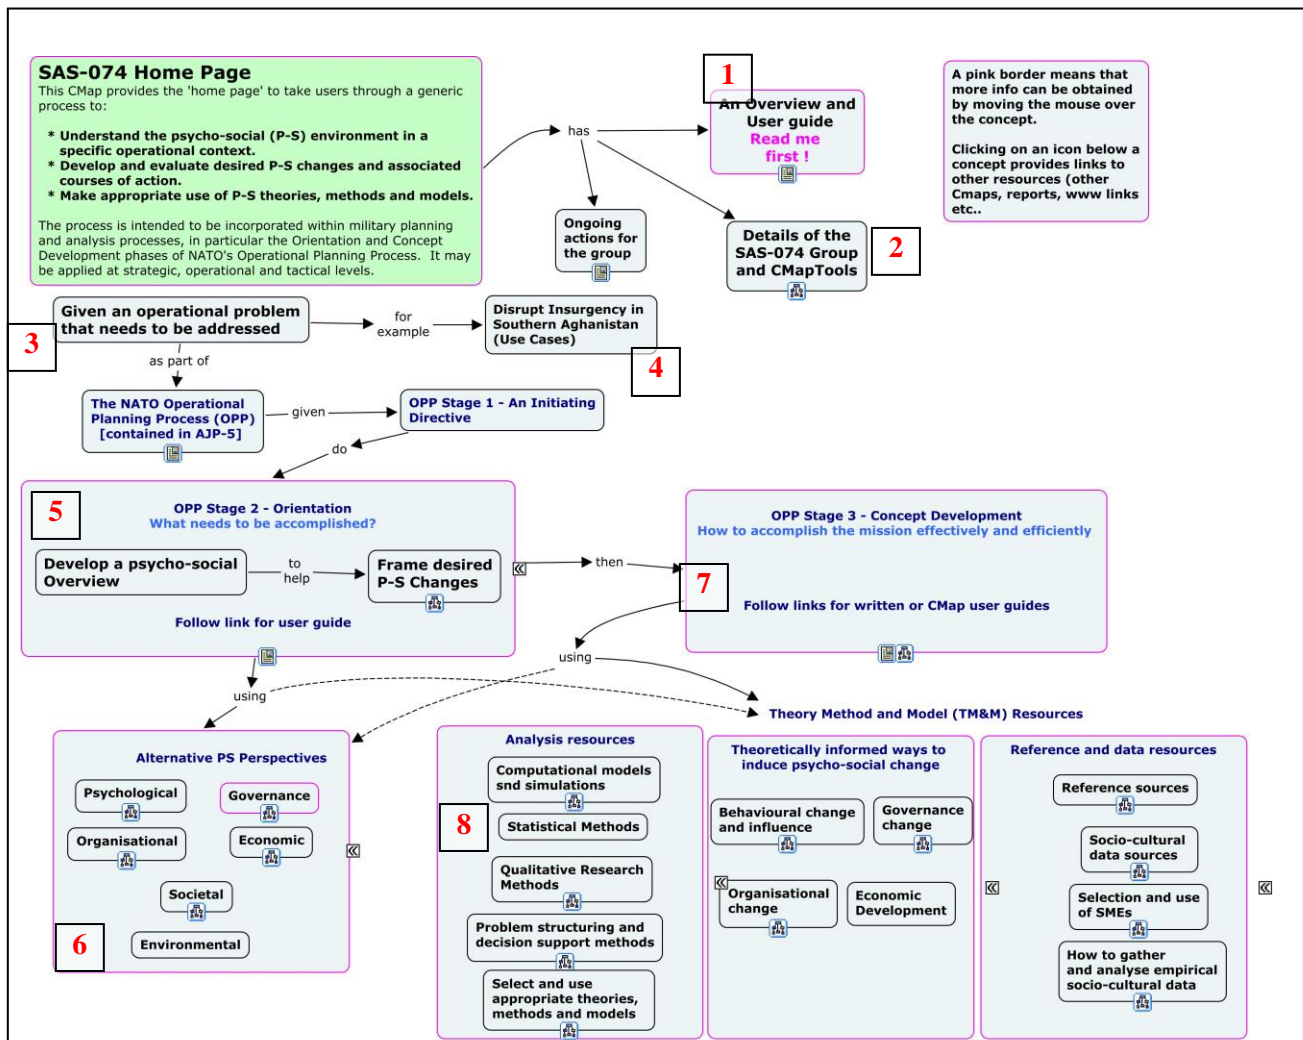 SAS-074 Home Page
This CMap provides the 'home page' to take users through a generic
process to:
* Understand the psycho-social (P-S) environment in a
specific operational context.
* Develop and evaluate desired P-S changes and associated
courses of action.
* Make appropriate use of P-S theories, methods and models.
The process is intended to be incorporated within military planning
and analysis processes, in particular the Orientation and Concept
Development phases of NATO's Operational Planning Process. It may
be applied at strategic, operational and tactical levels.
has
1
An Overview and
User guide
Read me
first !
A pink border means that
more info can be obtained
by moving the mouse over
the concept.
Clicking on an icon below a
concept provides links to
other resources (other
Cmaps, reports, www links
etc..
Ongoing
actions for
the group
Details of the
SAS-074 Group
and CMapTools
2
3
Given an operational problem
that needs to be addressed
for
example
Disrupt Insurgency in
Southern Aghanistan
(Use Cases)
4
as part of
The NATO Operational
Planning Process (OPP)
[contained in AJP-5]
given
OPP Stage 1 - An Initiating
Directive
do
5
OPP Stage 2 - Orientation
What needs to be accomplished?
Develop a psycho-social
Overview
to
help
Frame desired
P-S Changes
Follow link for user guide
then
7
OPP Stage 3 - Concept Development
How to accomplish the mission effectively and efficiently
Follow links for written or CMap user guides
using
using
Theory Method and Model (TM&M) Resources
Alternative PS Perspectives
Psychological
Governance
Organisational
Economic
Societal
Environmental
6
Analysis resources
Computational models
snd simulations
8
Statistical Methods
Qualitative Research
Methods
Problem structuring and
decision support methods
Select and use
appropriate theories,
methods and models
Theoretically informed ways to
induce psycho-social change
Behavioural change
and influence
Governance
change
Organisational
change
Economic
Development
Reference and data resources
Reference sources
Socio-cultural
data sources
Selection and use
of SMEs
How to gather
and analyse empirical
socio-cultural data